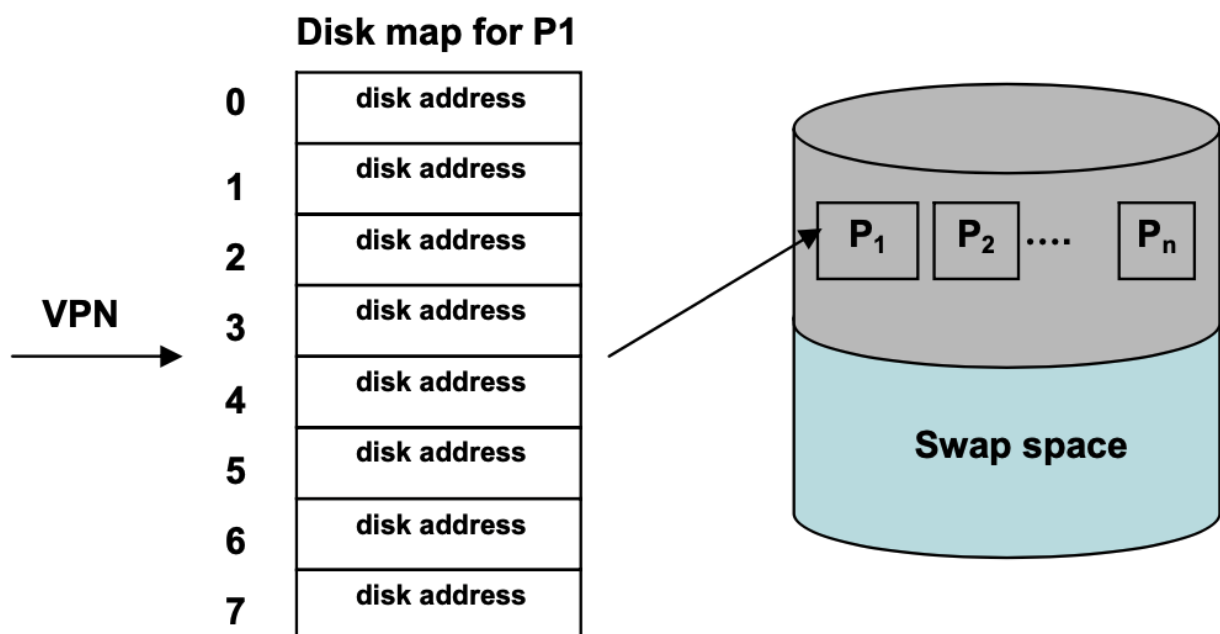 Disk map for P1
0 disk address
1 disk address
2 disk address
3 disk address
4 disk address
5 disk address
6 disk address
7 disk address
VPN
P₁ P₂ .... Pₙ
Swap space